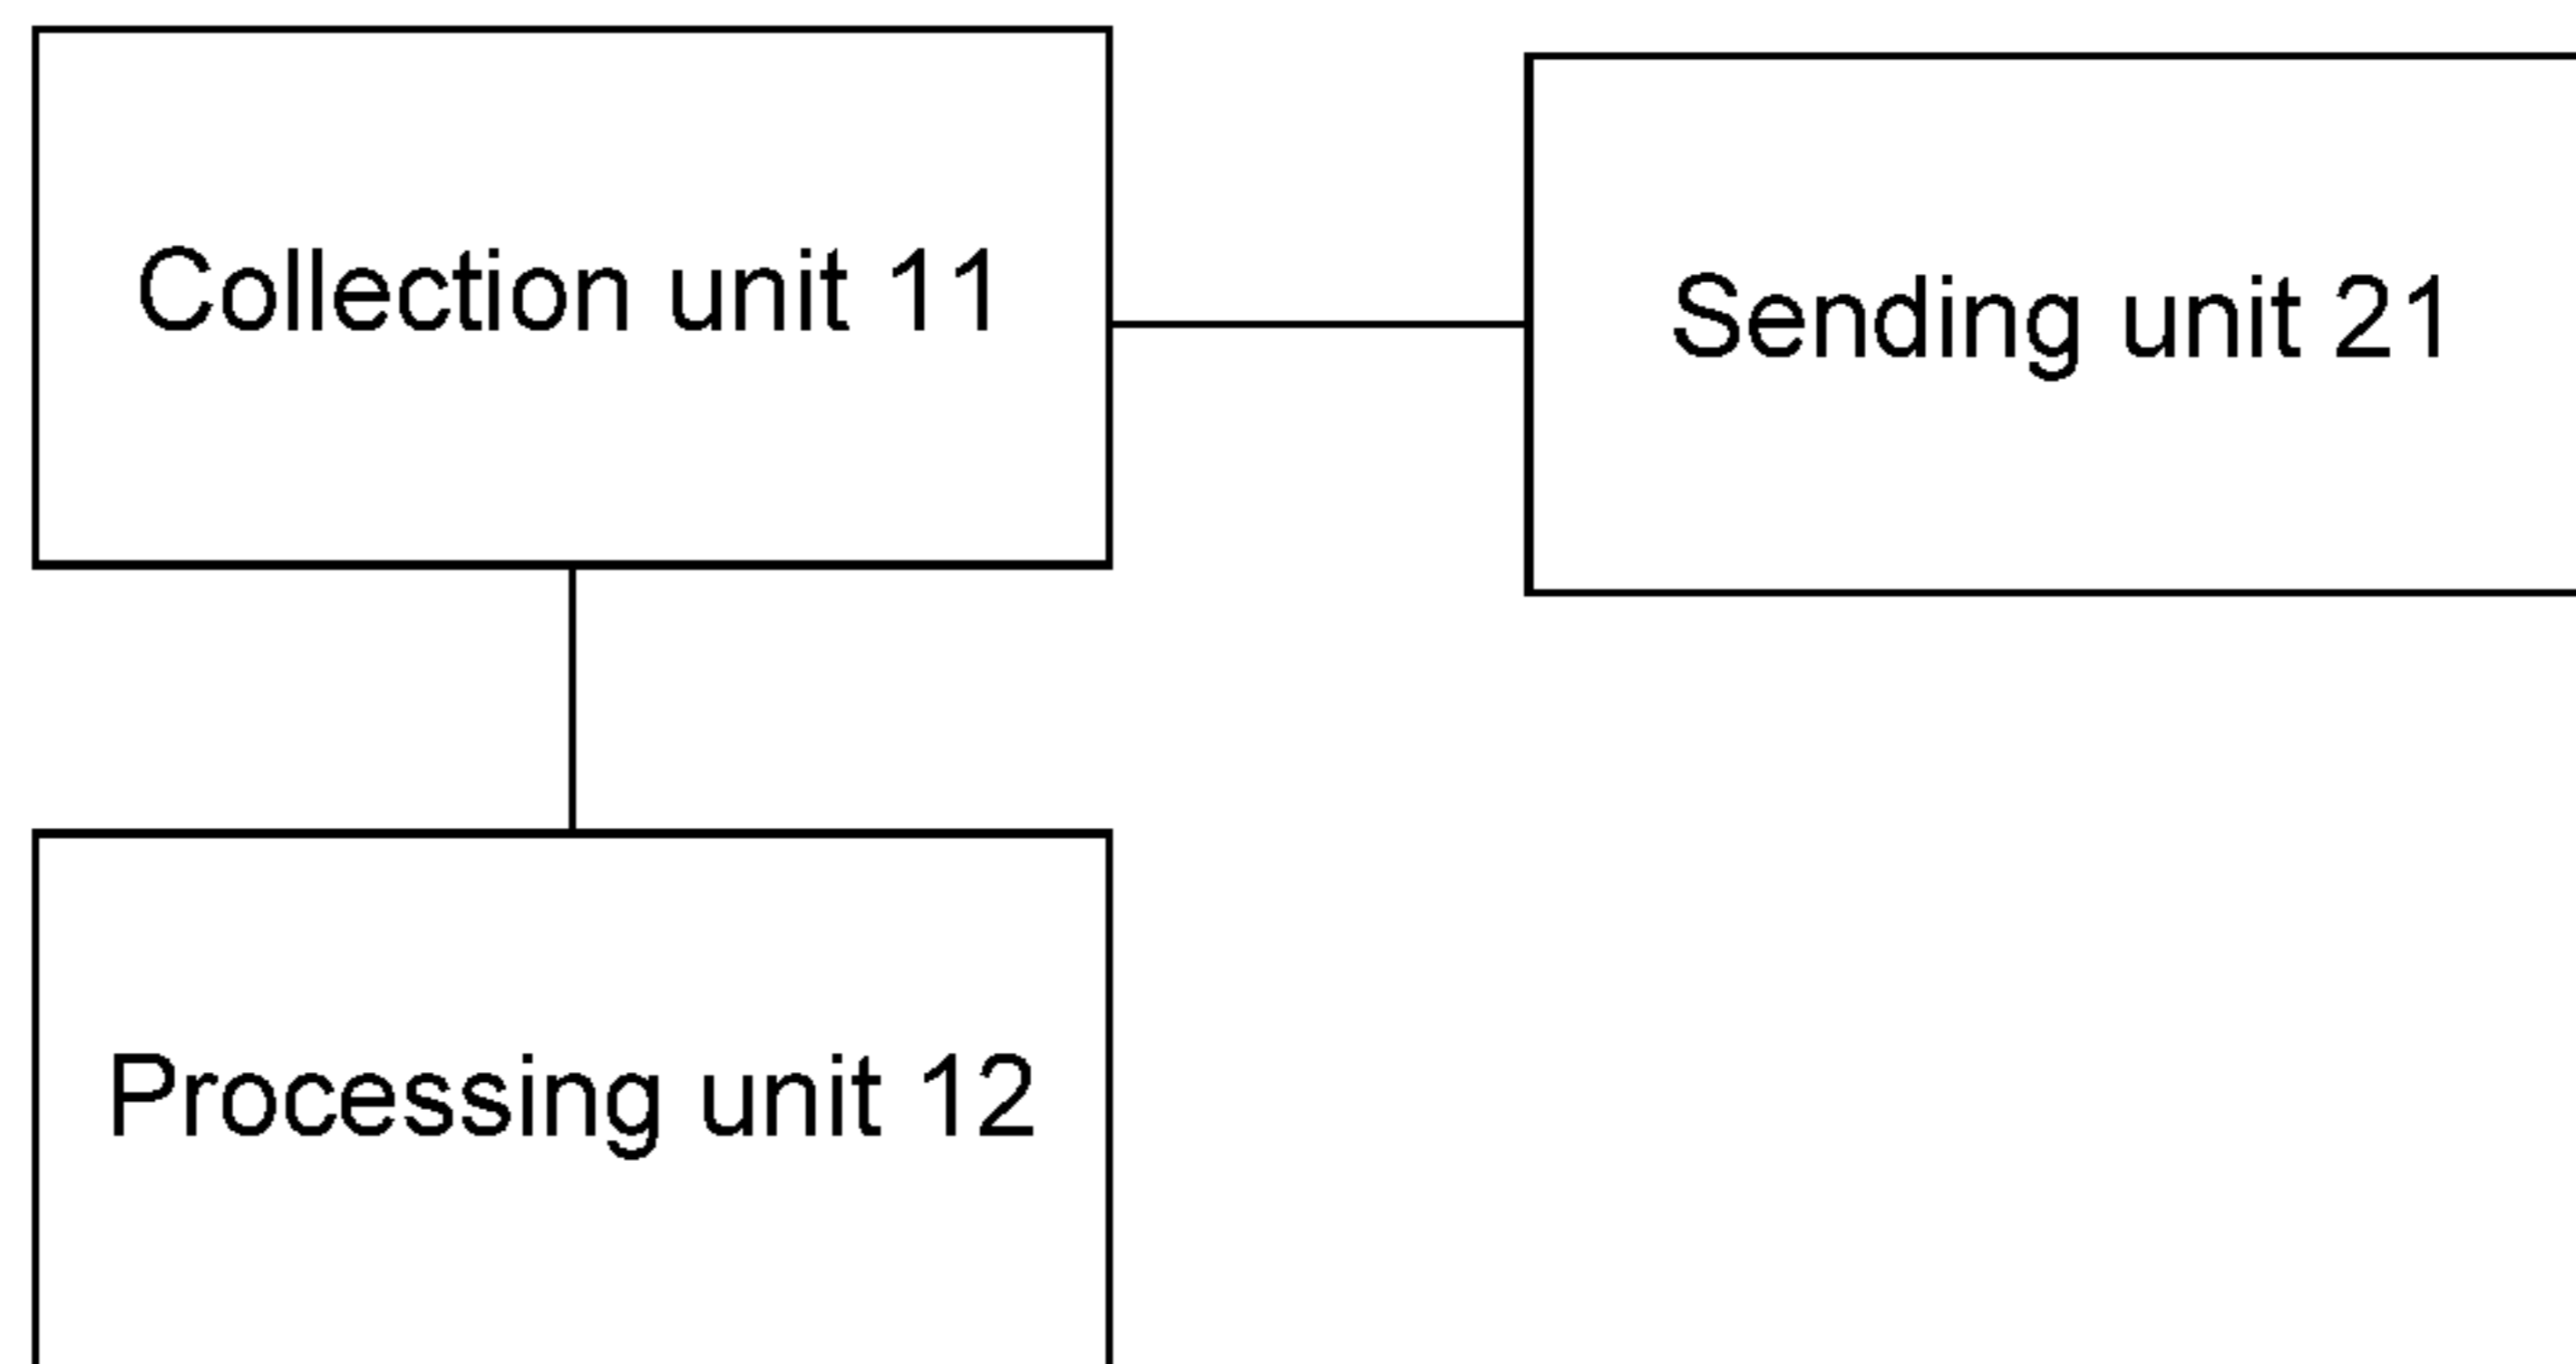 Collection unit 11
Sending unit 21
Processing unit 12